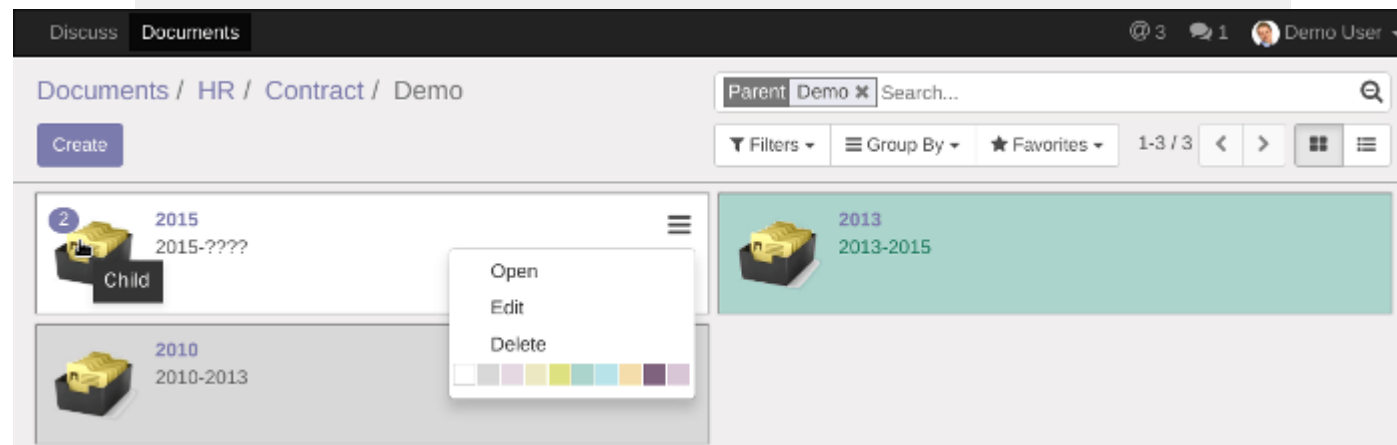 Discuss Documents @ 3 1 Demo User
Documents / HR / Contract / Demo
Parent Demo ✖ Search...
Create
Filters Group By Favorites 1-3 / 3
2
2015
2015-????
Child
Open
Edit
Delete
2013
2013-2015
2010
2010-2013